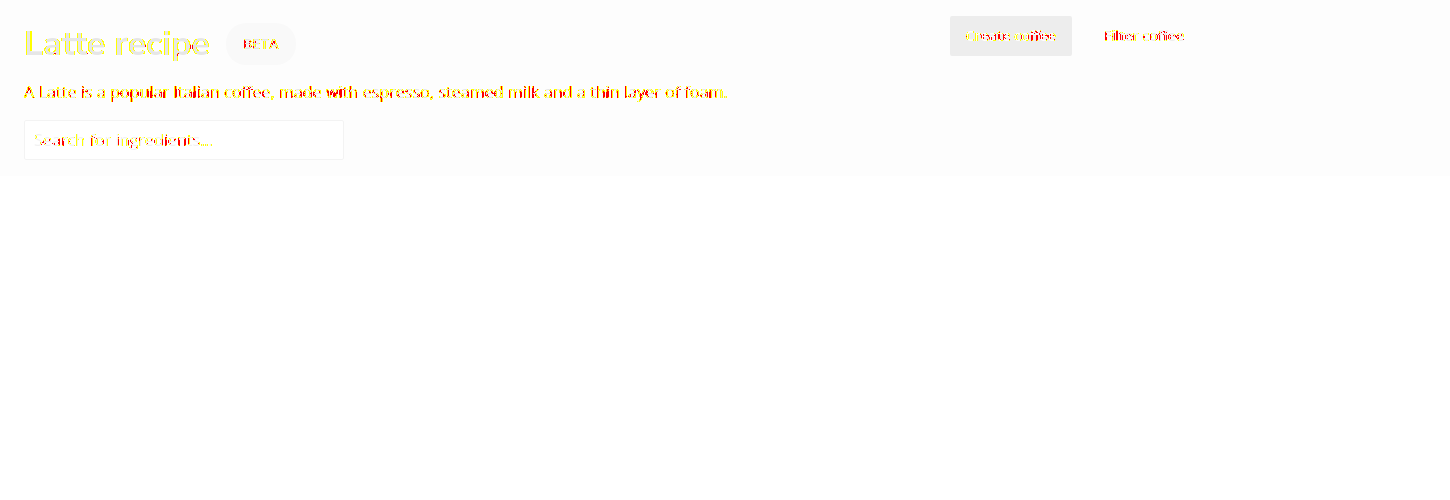 Latte recipe
BETA
Create coffee
Filter coffee
A Latte is a popular Italian coffee, made with espresso, steamed milk and a thin layer of foam.
Search for ingredients...